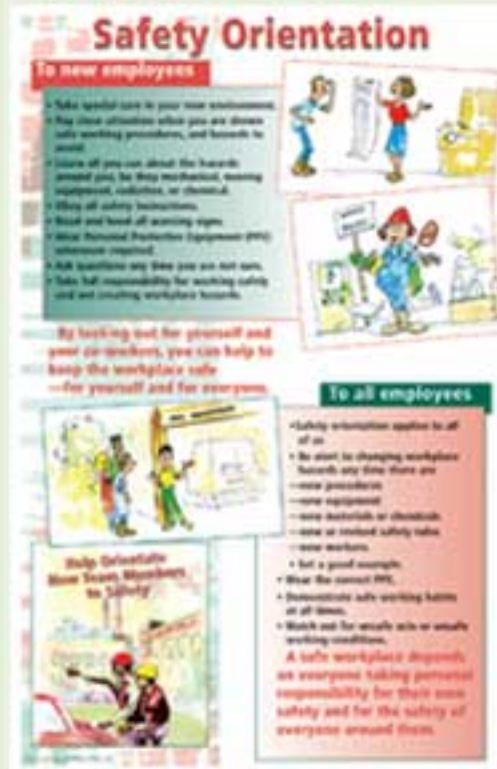 Safety Orientation
To new employees
• Take special care in your new environment.
• Pay close attention when you are shown
safe working procedures, and hazards to
avoid.
• Learn all you can about the hazards
around you, be they mechanical, moving
equipment, radiation, or chemical.
• Obey all safety instructions.
• Read and heed all warning signs.
• Wear Personal Protective Equipment (PPE)
whenever required.
• Ask questions any time you are not sure.
• Take full responsibility for working safely
and not creating workplace hazards.
By looking out for yourself and
your co-workers, you can help to
keep the workplace safe
—for yourself and for everyone.
To all employees
• Safety orientation applies to all
of us
• Be alert to changing workplace
hazards any time there are
—new procedures
—new equipment
—new materials or chemicals
—new or revised safety rules
—new workers.
• Set a good example.
• Wear the correct PPE.
• Demonstrate safe working habits
at all times.
• Watch out for unsafe acts or unsafe
working conditions.
A safe workplace depends
on everyone taking personal
responsibility for their own
safety and for the safety of
everyone around them.
Help Orientate
New Team Members
to Safety